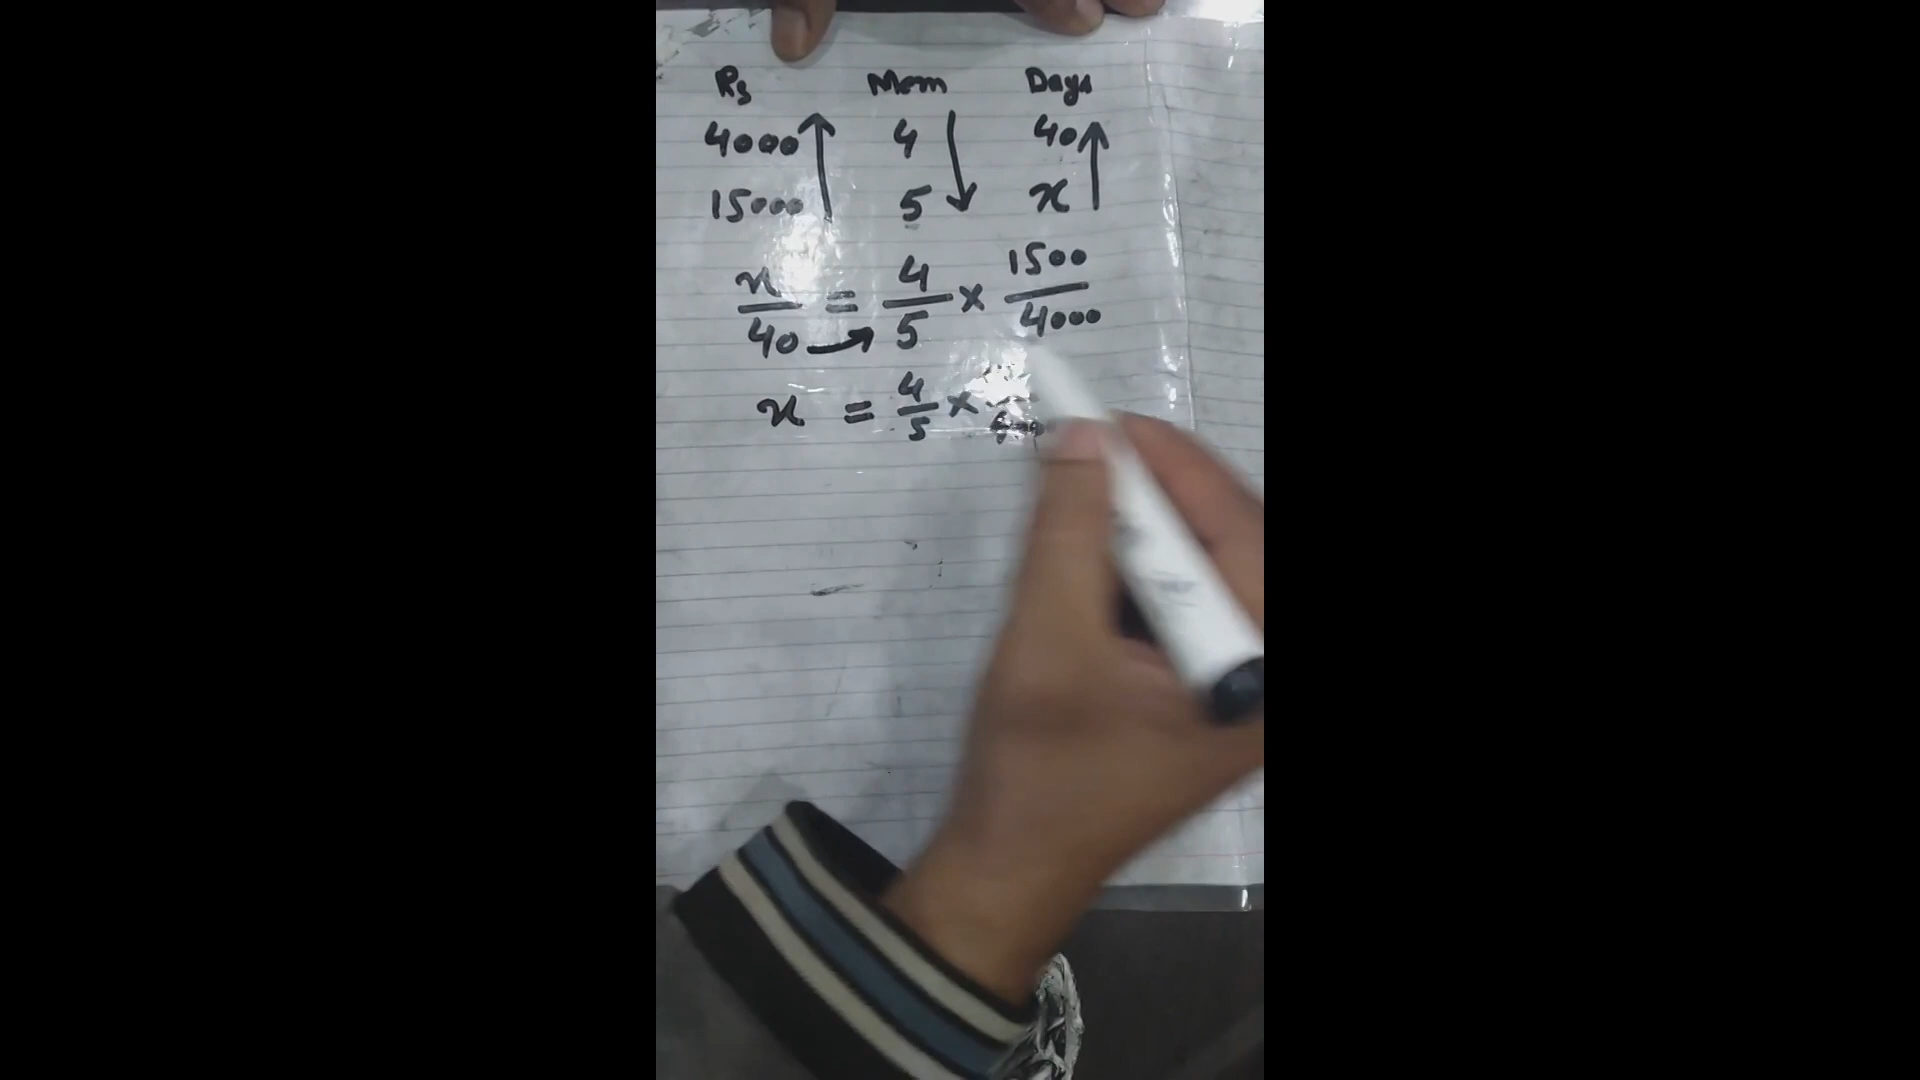 Rs Mem Days
4000 4 40
15000 5 x
x/40 = 4/5 × 1500/4000
x = 4/5 ×